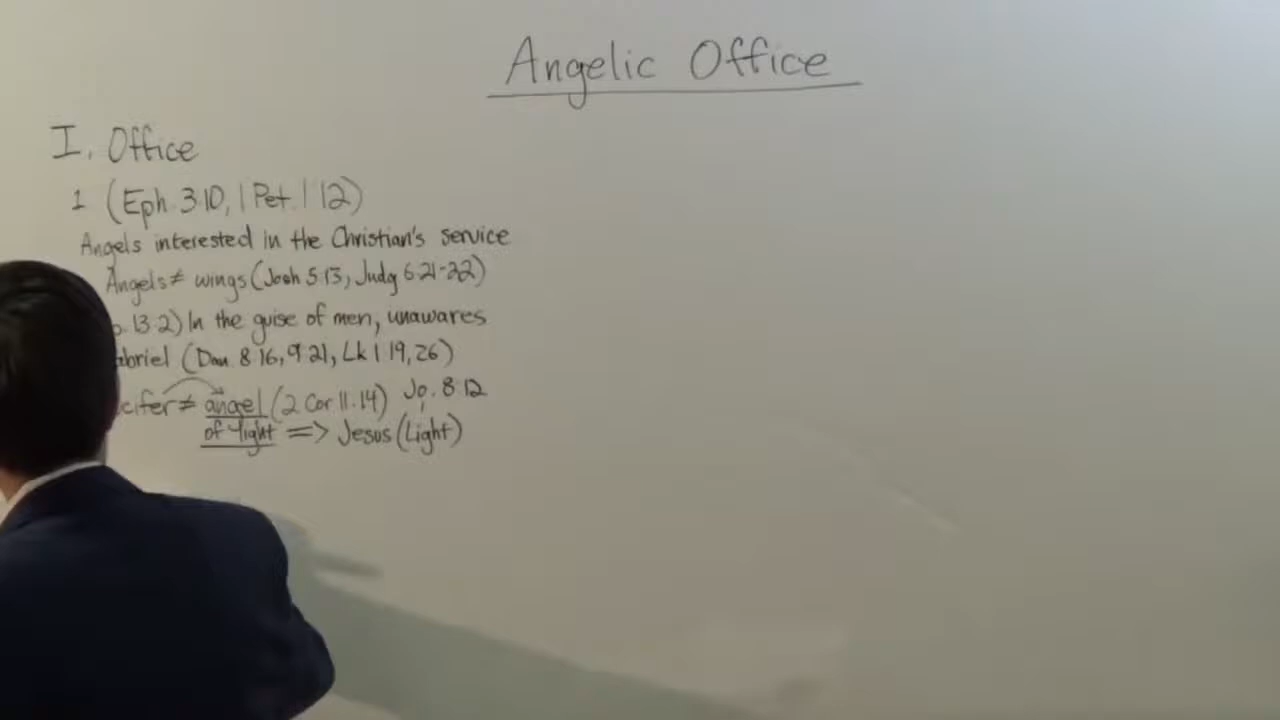 Angelic Office
I. Office
1 (Eph. 3:10, 1 Pet. 1:12)
Angels interested in the Christian's service
Angels ≠ wings (Josh 5:13, Judg 6:21-22)
13:2) In the guise of men, unawares
abriel (Dan. 8:16, 9:21, Lk 1:19, 26)
cifer ≠ angel (2 Cor 11:14) Jo. 8:12
of light => Jesus (Light)